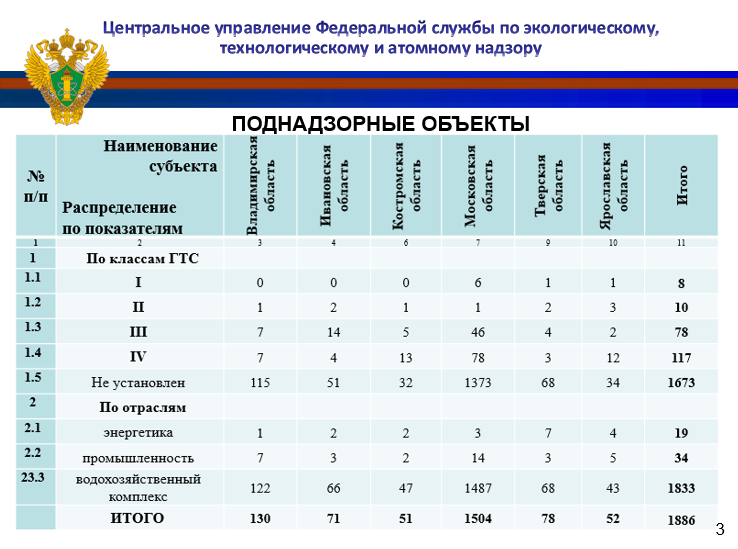 Центральное управление Федеральной службы по экологическому,
технологическому и атомному надзору
ПОДНАДЗОРНЫЕ ОБЪЕКТЫ
№ п/п
Наименование
субъекта
Распределение
по показателям
Владимирская область
Ивановская область
Костромская область
Московская область
Тверская область
Ярославская область
Итого
1 2 3 4 6 7 9 10 11
1 По классам ГТС
1.1 I 0 0 0 6 1 1 8
1.2 II 1 2 1 1 2 3 10
1.3 III 7 14 5 46 4 2 78
1.4 IV 7 4 13 78 3 12 117
1.5 Не установлен 115 51 32 1373 68 34 1673
2 По отраслям
2.1 энергетика 1 2 2 3 7 4 19
2.2 промышленность 7 3 2 14 3 5 34
23.3 водохозяйственный
комплекс 122 66 47 1487 68 43 1833
ИТОГО 130 71 51 1504 78 52 1886
3